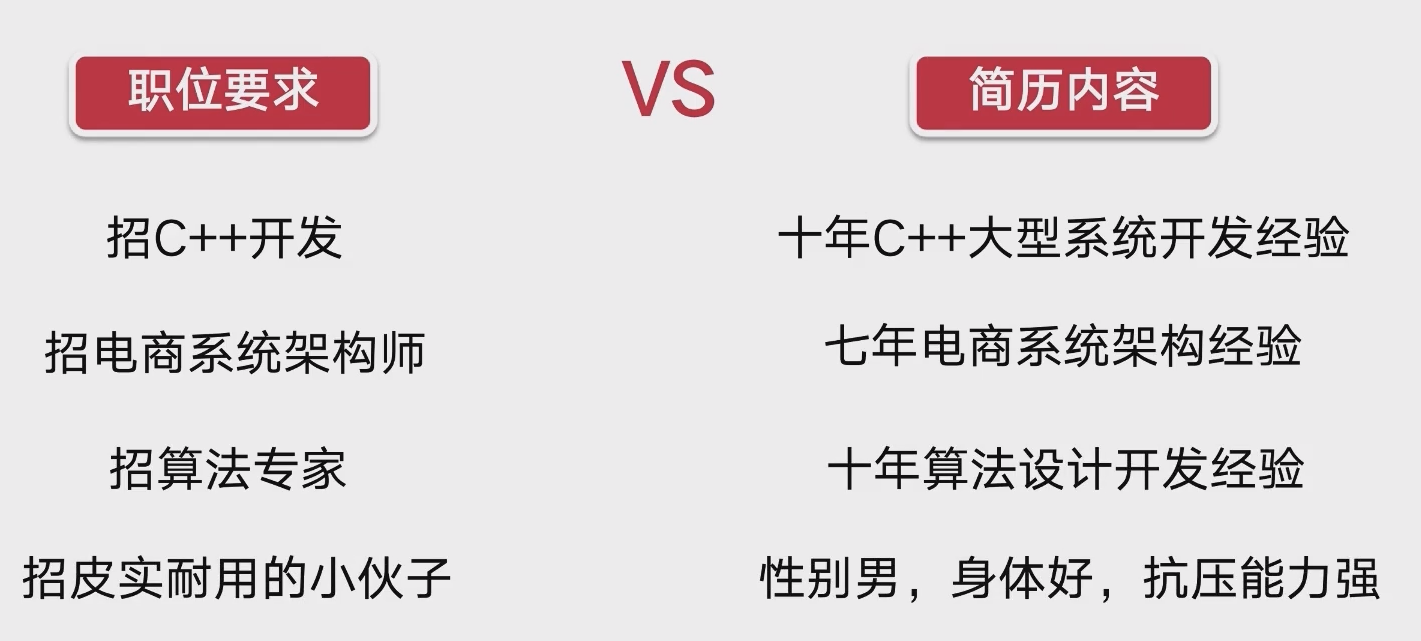 职位要求
VS
简历内容
招C++开发
十年C++大型系统开发经验
招电商系统架构师
七年电商系统架构经验
招算法专家
十年算法设计开发经验
招皮实耐用的小伙子
性别男，身体好，抗压能力强